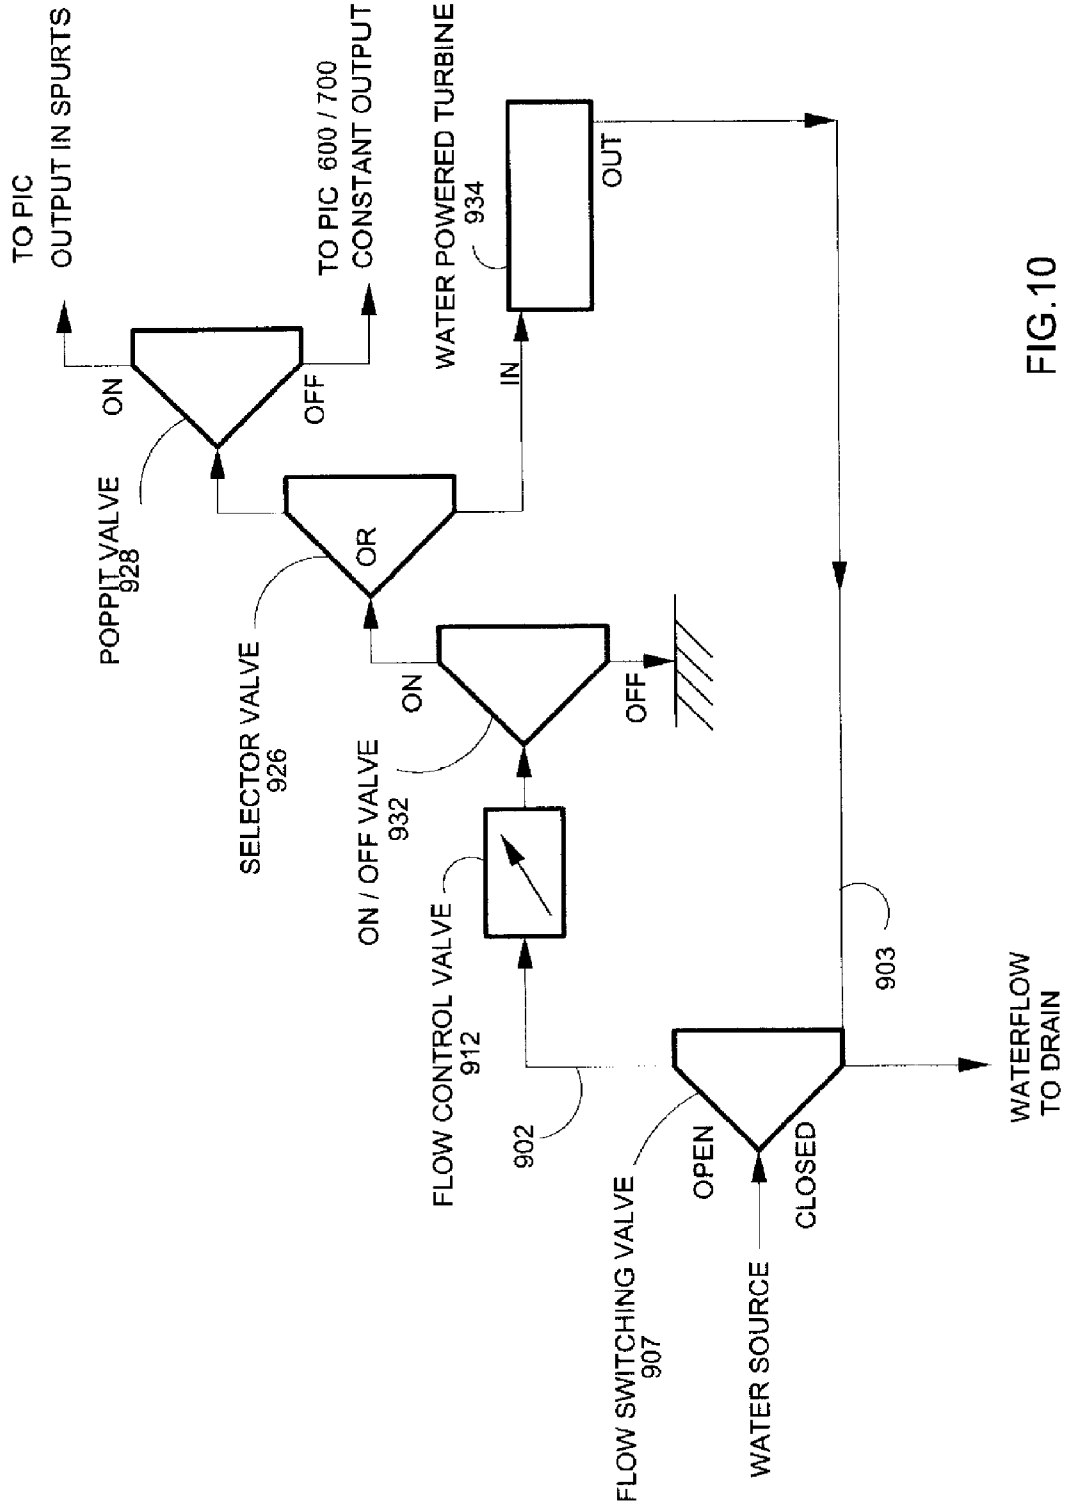 TO PIC
OUTPUT IN SPURTS
ON
OFF
TO PIC 600 / 700
CONSTANT OUTPUT
POPPIT VALVE
928
WATER POWERED TURBINE
934
IN
OUT
SELECTOR VALVE
926
OR
ON / OFF VALVE
932
ON
OFF
FLOW CONTROL VALVE
912
902
903
FLOW SWITCHING VALVE
907
OPEN
CLOSED
WATER SOURCE
WATERFLOW
TO DRAIN
FIG.10